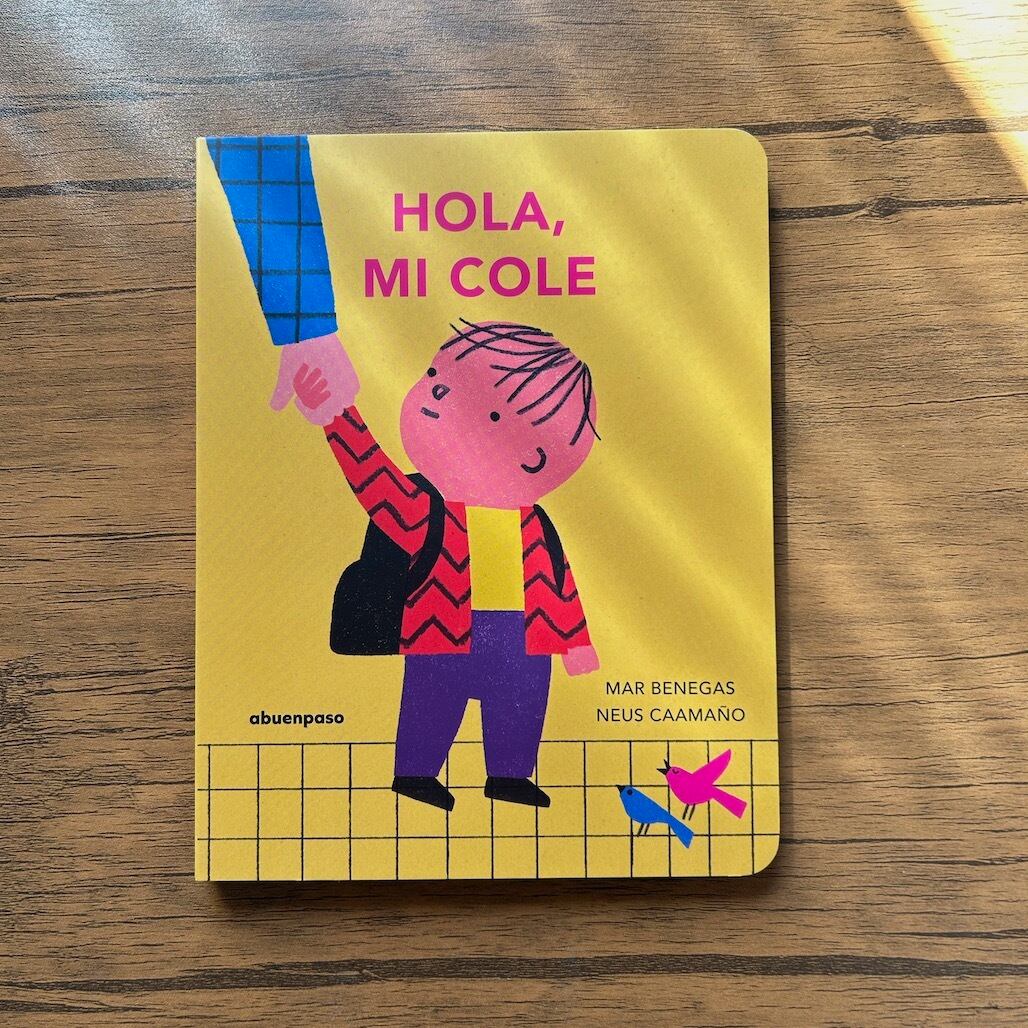 HOLA,
MI COLE
MAR BENEGAS
NEUS CAAMAÑO
abuenpaso